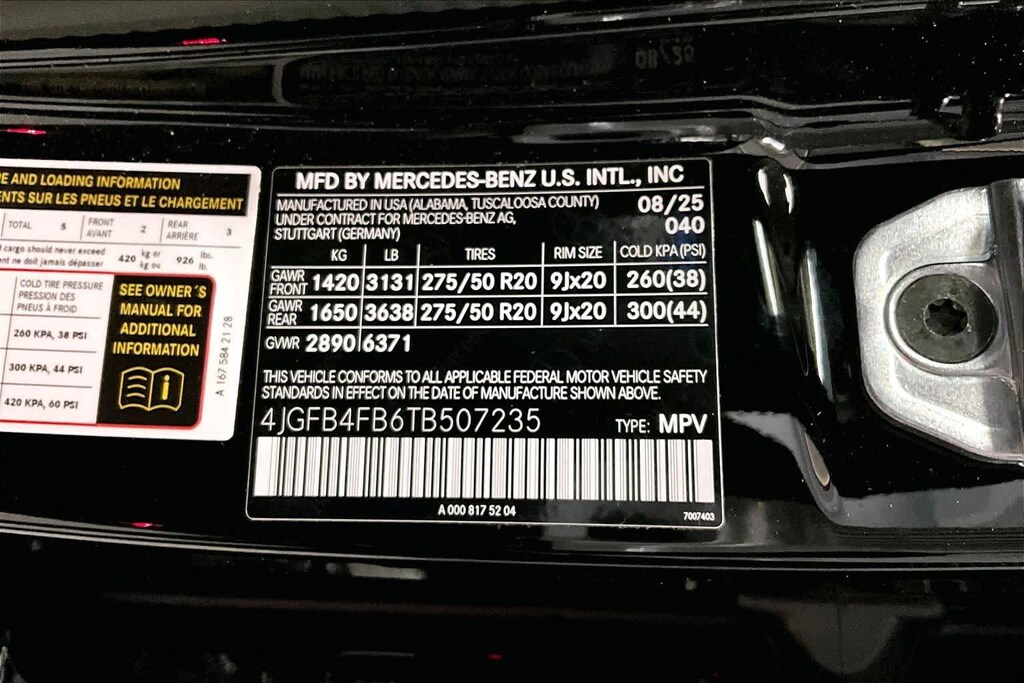 E AND LOADING INFORMATION
ENTS SUR LES PNEUS ET LE CHARGEMENT
TOTAL 5 FRONT AVANT 2 REAR ARRIÈRE 3
cargo should never exceed
ent ne doit jamais dépasser 420 kg or kg ou 926 lbs. lb.
COLD TIRE PRESSURE
PRESSION DES
PNEUS À FROID
260 KPA, 38 PSI
300 KPA, 44 PSI
420 KPA, 60 PSI
SEE OWNER'S
MANUAL FOR
ADDITIONAL
INFORMATION
A 167 584 21 28
MFD BY MERCEDES-BENZ U.S. INTL., INC
MANUFACTURED IN USA (ALABAMA, TUSCALOOSA COUNTY) 08/25
UNDER CONTRACT FOR MERCEDES-BENZ AG, 040
STUTTGART (GERMANY)
KG LB TIRES RIM SIZE COLD KPA (PSI)
GAWR FRONT 1420 3131 275/50 R20 9Jx20 260(38)
GAWR REAR 1650 3638 275/50 R20 9Jx20 300(44)
GVWR 2890 6371
THIS VEHICLE CONFORMS TO ALL APPLICABLE FEDERAL MOTOR VEHICLE SAFETY
STANDARDS IN EFFECT ON THE DATE OF MANUFACTURE SHOWN ABOVE.
4JGFB4FB6TB507235 TYPE: MPV
A 000 817 52 04
7007403